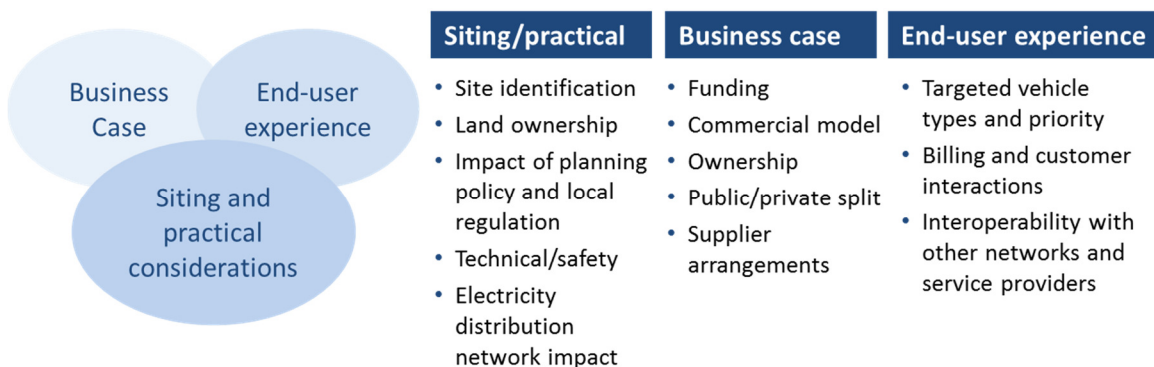 Business
Case
End-user
experience
Siting and
practical
considerations
Siting/practical
• Site identification
• Land ownership
• Impact of planning
policy and local
regulation
• Technical/safety
• Electricity
distribution
network impact
Business case
• Funding
• Commercial model
• Ownership
• Public/private split
• Supplier
arrangements
End-user experience
• Targeted vehicle
types and priority
• Billing and customer
interactions
• Interoperability with
other networks and
service providers